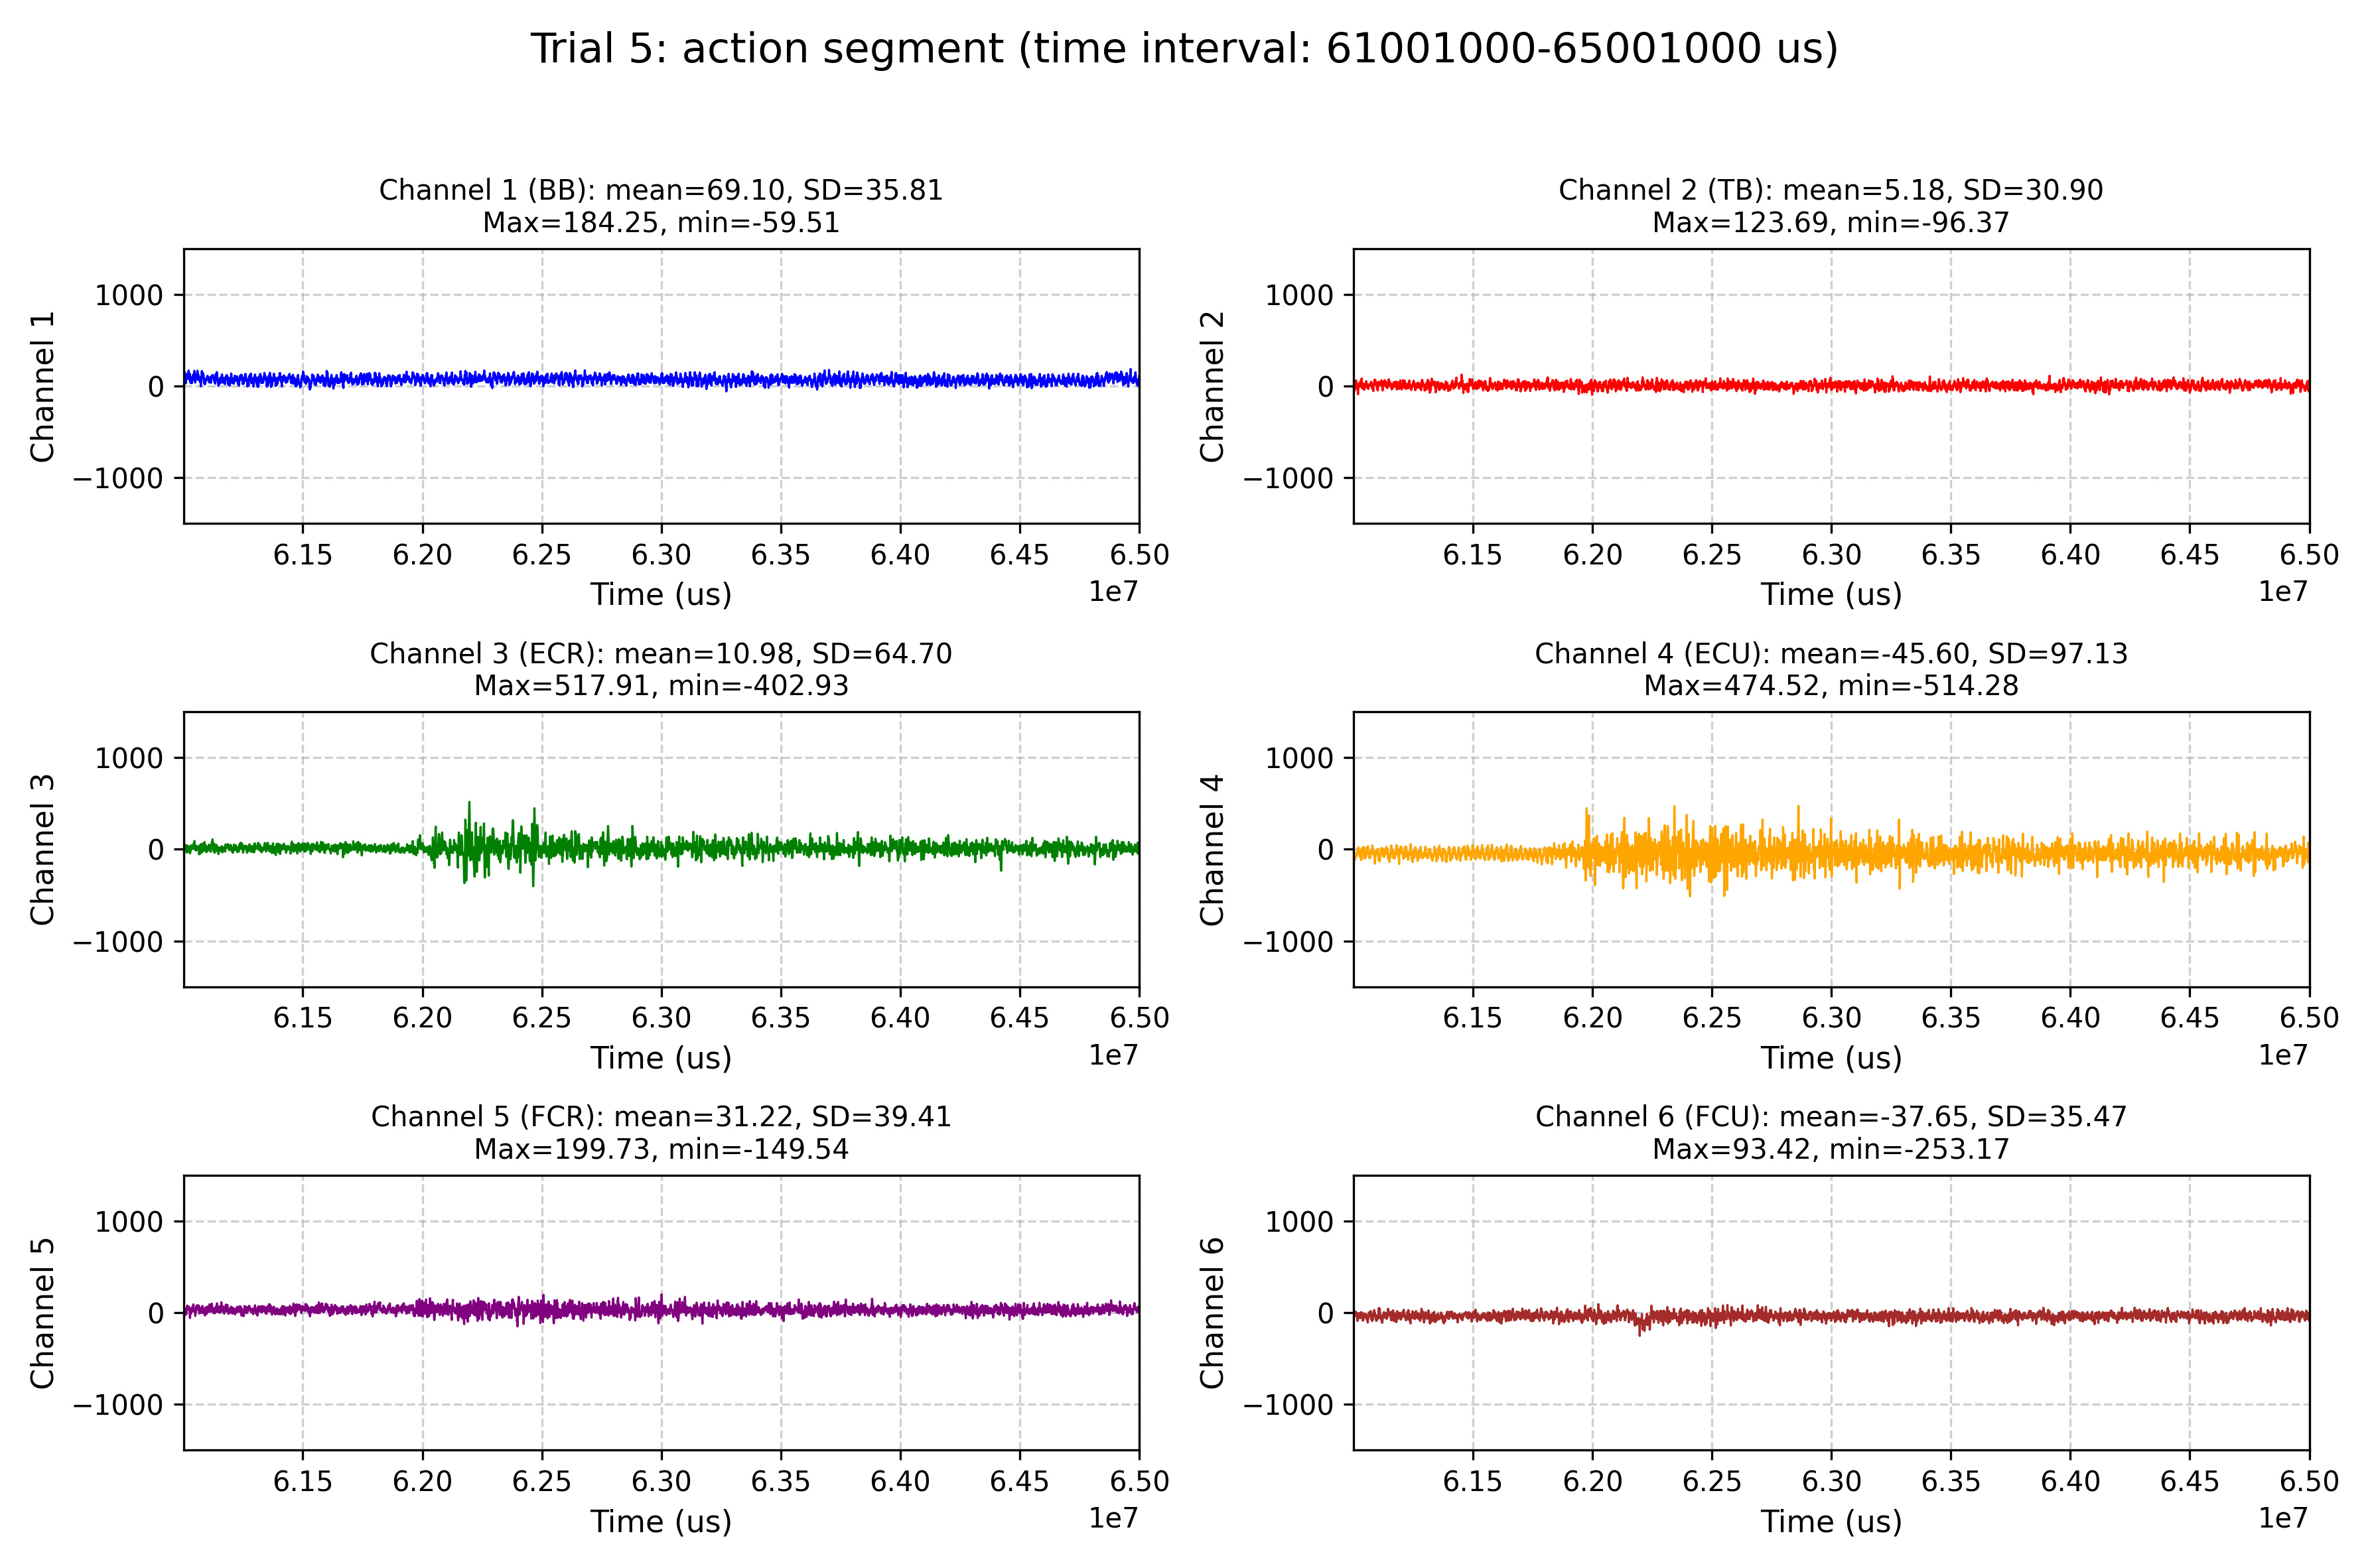 Trial 5: action segment (time interval: 61001000-65001000 us)
Channel 1 (BB): mean=69.10, SD=35.81
Max=184.25, min=-59.51
1000
0
−1000
Channel 1
6.15 6.20 6.25 6.30 6.35 6.40 6.45 6.50
Time (us)
1e7
Channel 2 (TB): mean=5.18, SD=30.90
Max=123.69, min=-96.37
1000
0
−1000
Channel 2
6.15 6.20 6.25 6.30 6.35 6.40 6.45 6.50
Time (us)
1e7
Channel 3 (ECR): mean=10.98, SD=64.70
Max=517.91, min=-402.93
1000
0
−1000
Channel 3
6.15 6.20 6.25 6.30 6.35 6.40 6.45 6.50
Time (us)
1e7
Channel 4 (ECU): mean=-45.60, SD=97.13
Max=474.52, min=-514.28
1000
0
−1000
Channel 4
6.15 6.20 6.25 6.30 6.35 6.40 6.45 6.50
Time (us)
1e7
Channel 5 (FCR): mean=31.22, SD=39.41
Max=199.73, min=-149.54
1000
0
−1000
Channel 5
6.15 6.20 6.25 6.30 6.35 6.40 6.45 6.50
Time (us)
1e7
Channel 6 (FCU): mean=-37.65, SD=35.47
Max=93.42, min=-253.17
1000
0
−1000
Channel 6
6.15 6.20 6.25 6.30 6.35 6.40 6.45 6.50
Time (us)
1e7